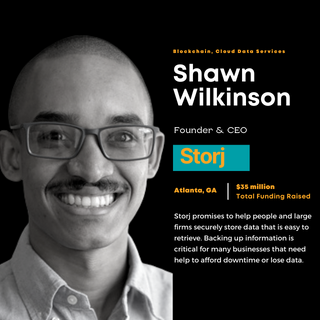 Blockchain, Cloud Data Services
Shawn
Wilkinson
Founder & CEO
Storj
Atlanta, GA
$35 million
Total Funding Raised
Storj promises to help people and large
firms securely store data that is easy to
retrieve. Backing up information is
critical for many businesses that need
help to afford downtime or lose data.